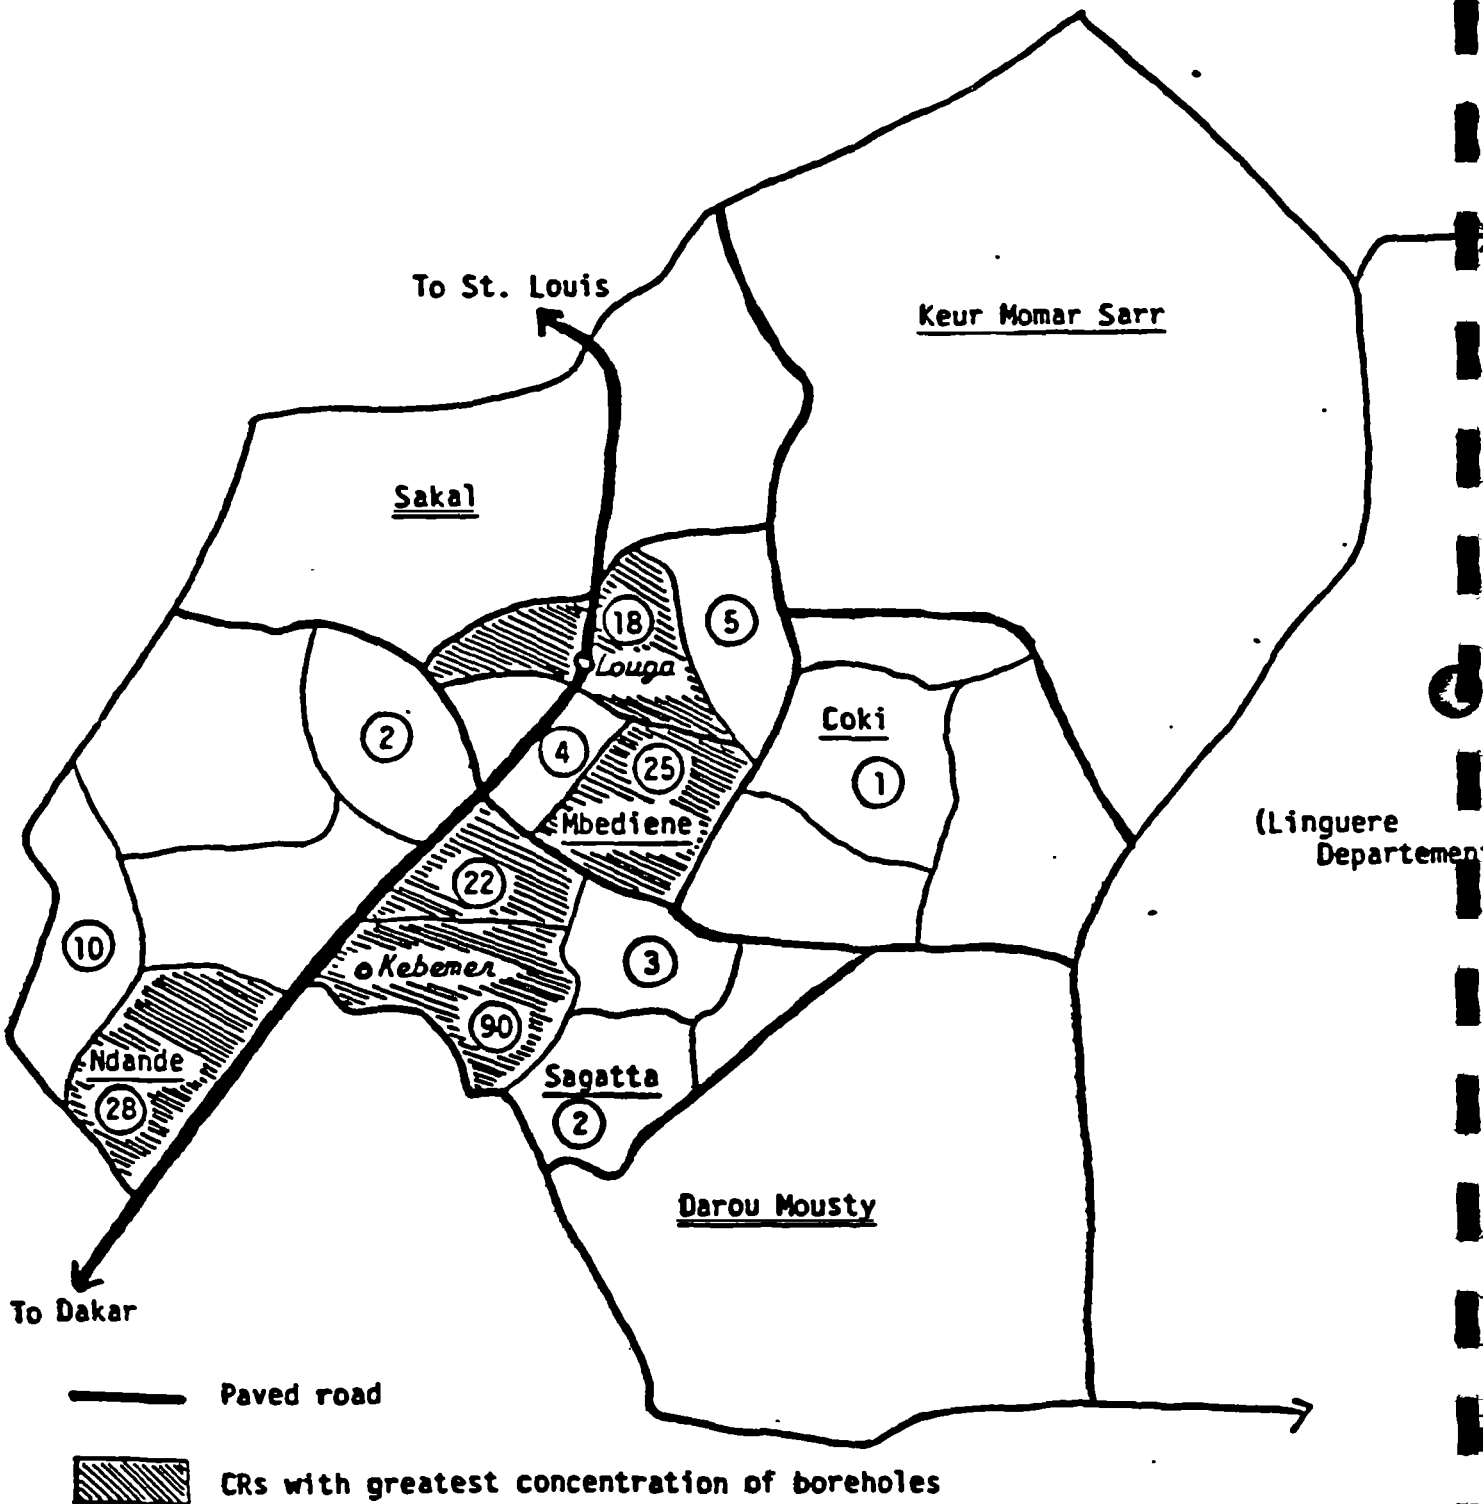 To St. Louis
Keur Momar Sarr
Sakal
18
5
Louga
Coki
2
4
25
1
Mbediene
(Linguere
Departement
22
10
3
Kebemer
90
Ndande
Sagatta
28
2
Darou Mousty
To Dakar
Paved road
CRs with greatest concentration of boreholes